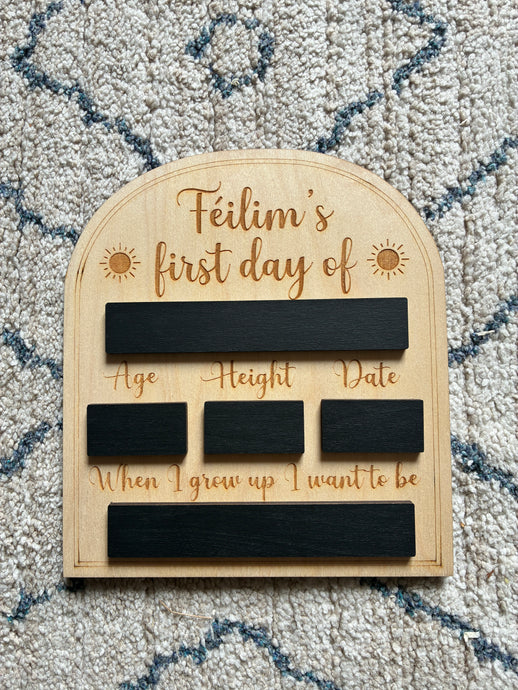 Féilim's
first day of
Age Height Date
When I grow up I want to be